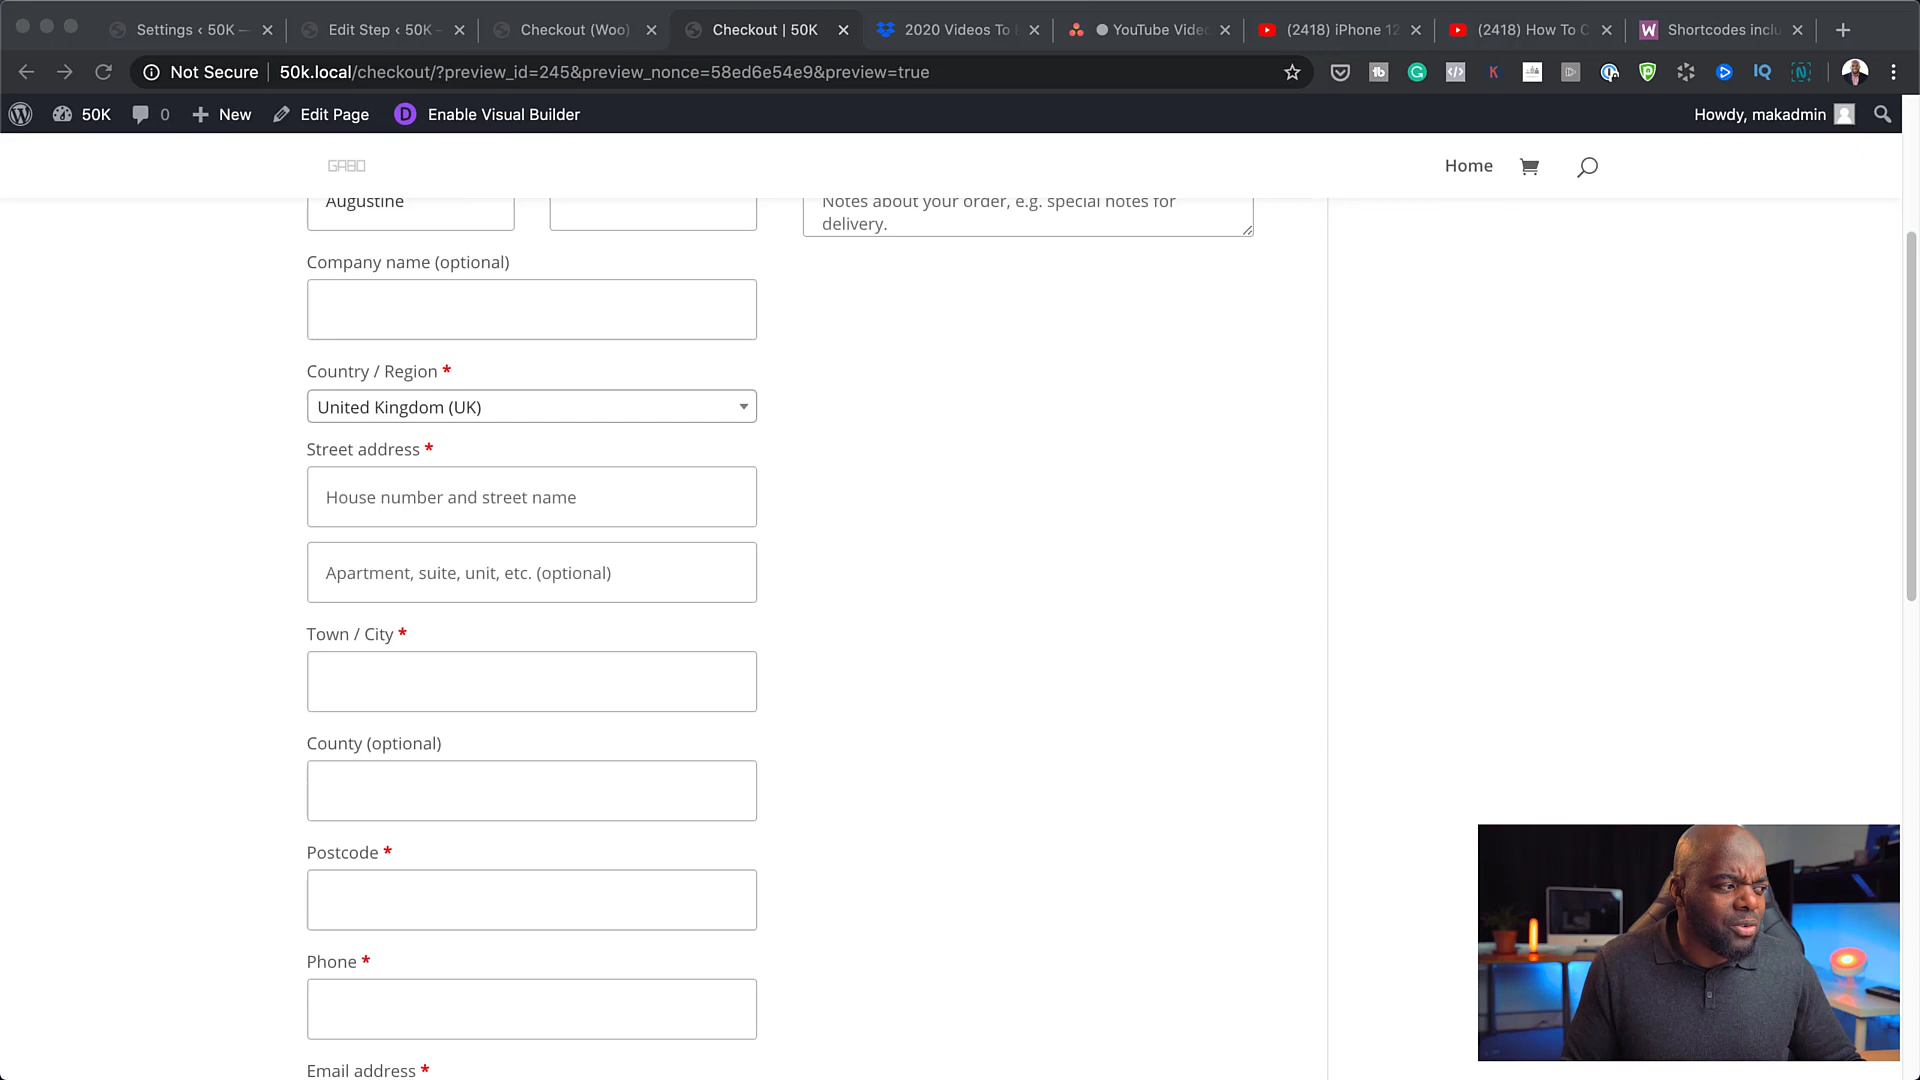 Settings ‹ 50K —
Edit Step ‹ 50K –
Checkout (Woo)
Checkout | 50K
2020 Videos To
YouTube Vide
(2418) iPhone 12
(2418) How To C
Shortcodes inclu
Not Secure
50k.local/checkout/?preview_id=245&preview_nonce=58ed6e54e9&preview=true
50K
0
New
Edit Page
D
Enable Visual Builder
Howdy, makadmin
GABO
Home
Augustine
Notes about your order, e.g. special notes for
delivery.
Company name (optional)
Country / Region *
United Kingdom (UK)
Street address *
House number and street name
Apartment, suite, unit, etc. (optional)
Town / City *
County (optional)
Postcode *
Phone *
Email address *